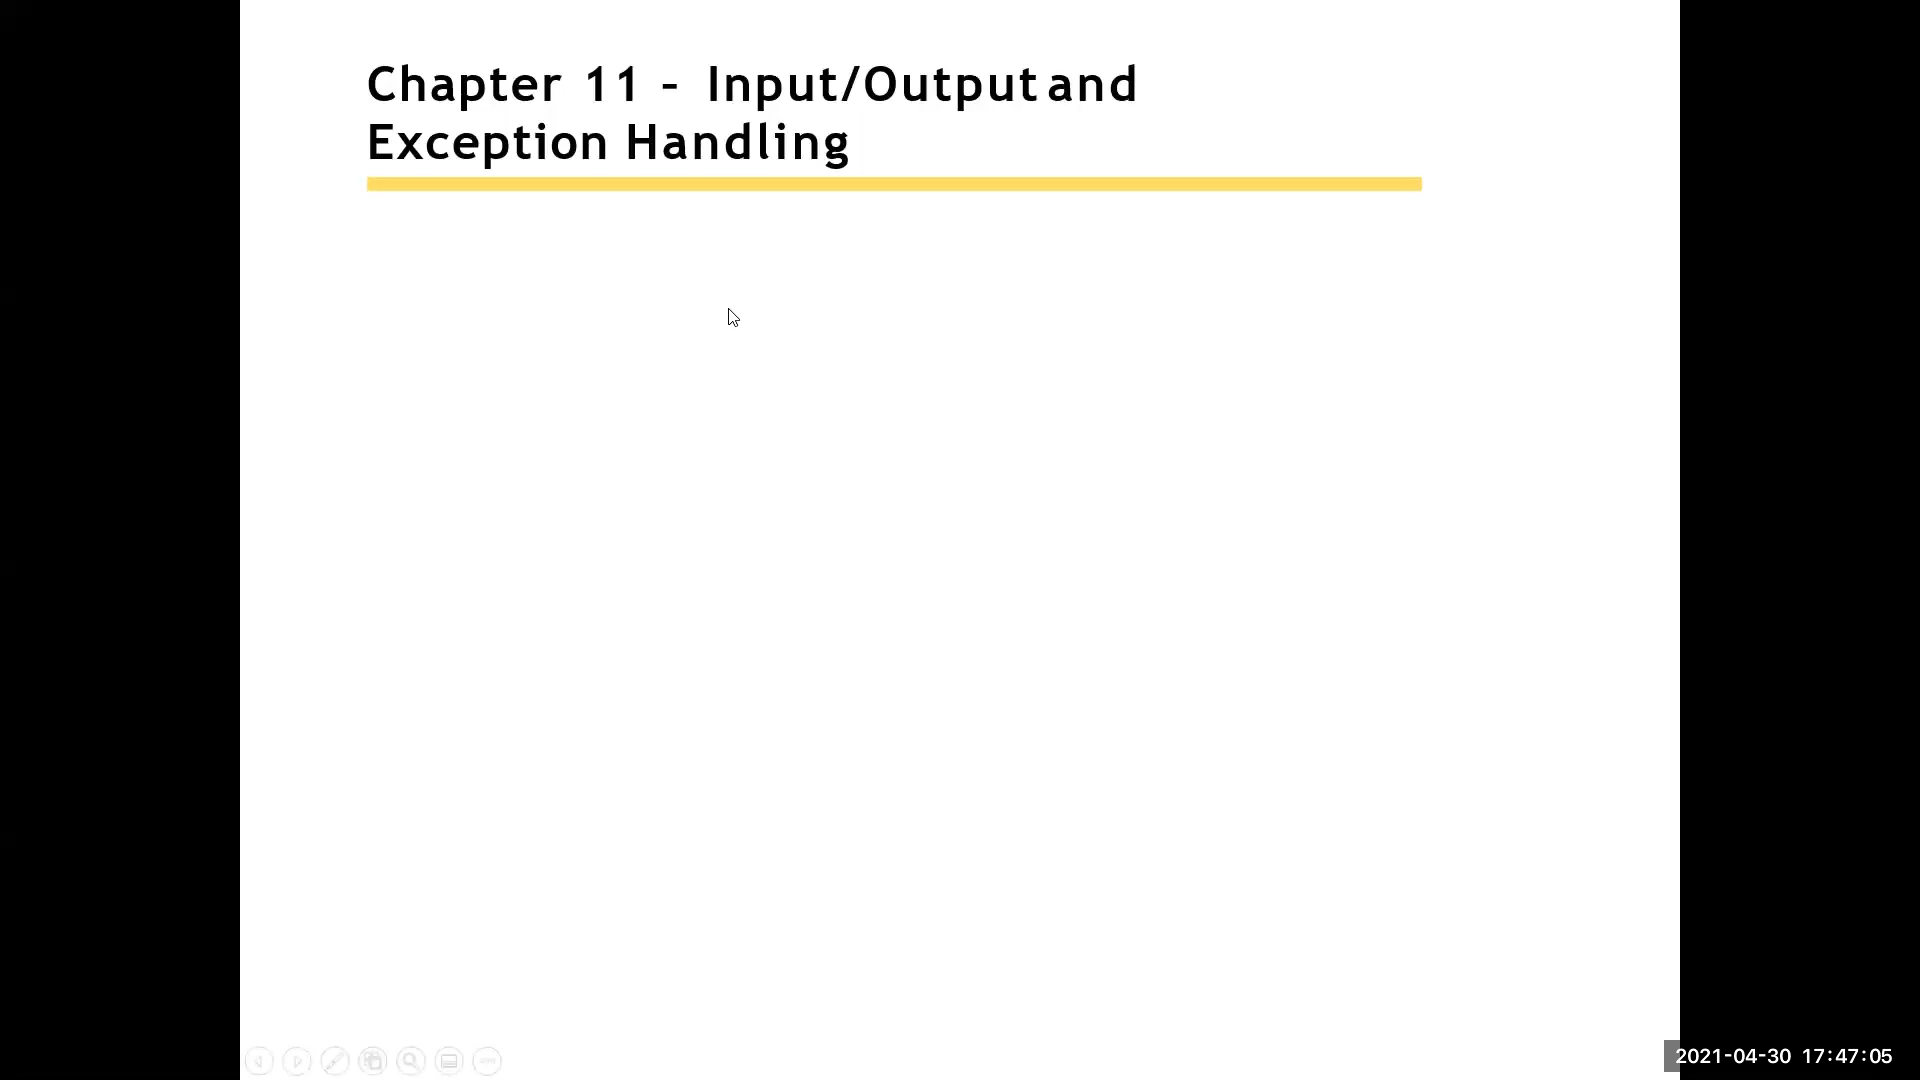 Chapter 11 – Input/Output and
Exception Handling
2021-04-30 17:47:05